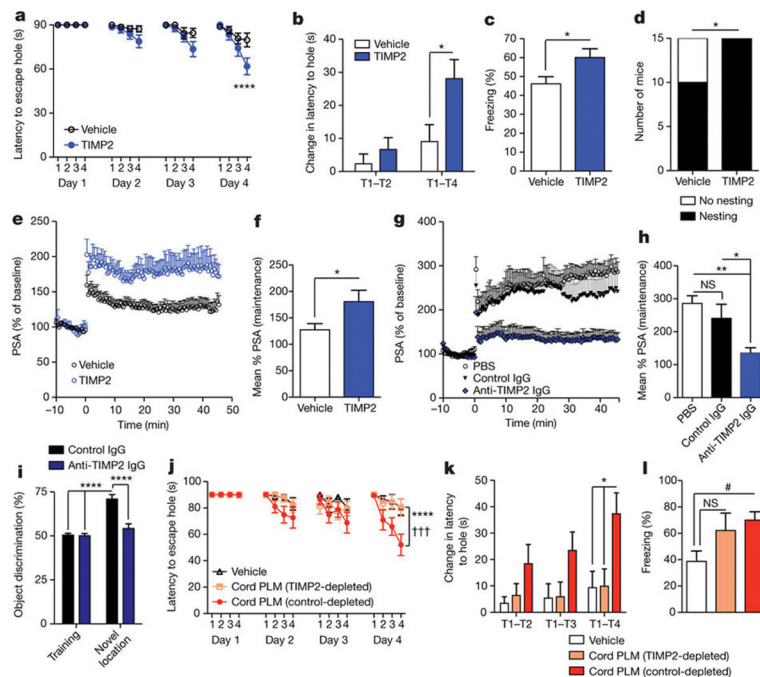 a
Latency to escape hole (s)
90
60
30
0
1 2 3 4 1 2 3 4 1 2 3 4 1 2 3 4
Day 1 Day 2 Day 3 Day 4
Vehicle
TIMP2
****
b
Change in latency to hole (s)
40
30
20
10
0
Vehicle
TIMP2
*
T1–T2 T1–T4
c
Freezing (%)
70
60
50
40
30
20
10
0
*
Vehicle TIMP2
d
Number of mice
15
10
5
0
*
Vehicle TIMP2
No nesting
Nesting
e
PSA (% of baseline)
250
200
150
100
50
Vehicle
TIMP2
–10 0 10 20 30 40 50
Time (min)
f
Mean % PSA (maintenance)
250
200
150
100
50
0
*
Vehicle TIMP2
g
PSA (% of baseline)
400
300
200
100
0
PBS
Control IgG
Anti-TIMP2 IgG
–10 0 10 20 30 40
Time (min)
h
Mean % PSA (maintenance)
400
300
200
100
0
*
**
NS
PBS
Control IgG
Anti-TIMP2 IgG
i
Control IgG
Anti-TIMP2 IgG
Object discrimination (%)
75
50
25
0
**** ****
Training
Novel
location
j
Latency to escape hole (s)
100
80
60
40
20
0
****
†††
Vehicle
Cord PLM (TIMP2-depleted)
Cord PLM (control-depleted)
1 2 3 4 1 2 3 4 1 2 3 4 1 2 3 4
Day 1 Day 2 Day 3 Day 4
k
Change in latency
to hole (s)
50
40
30
20
10
0
*
T1–T2 T1–T3 T1–T4
Vehicle
Cord PLM (TIMP2-depleted)
Cord PLM (control-depleted)
l
Freezing (%)
100
80
60
40
20
0
#
NS